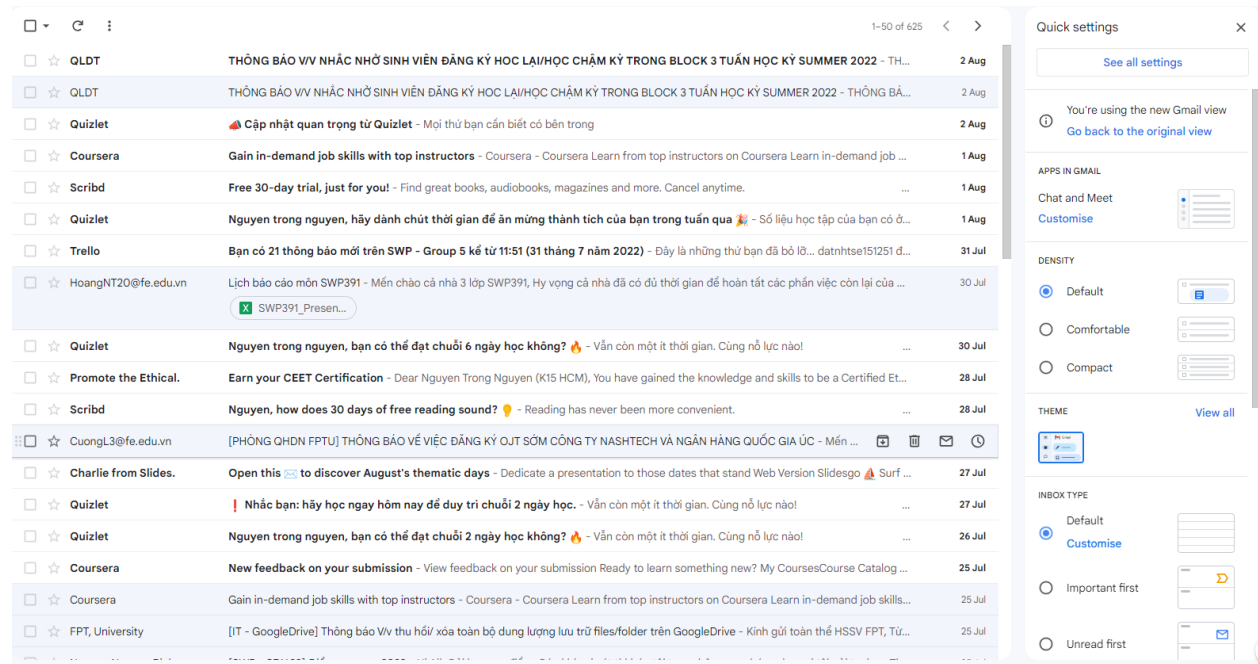 1–50 of 625
QLDT THÔNG BÁO V/V NHẮC NHỞ SINH VIÊN ĐĂNG KÝ HOC LẠI/HỌC CHẬM KỲ TRONG BLOCK 3 TUẦN HỌC KỲ SUMMER 2022 - TH... 2 Aug
QLDT THÔNG BÁO V/V NHẮC NHỞ SINH VIÊN ĐĂNG KÝ HOC LẠI/HỌC CHẬM KỲ TRONG BLOCK 3 TUẦN HỌC KỲ SUMMER 2022 - THÔNG BÁ... 2 Aug
Quizlet 📣 Cập nhật quan trọng từ Quizlet - Mọi thứ bạn cần biết có bên trong 2 Aug
Coursera Gain in-demand job skills with top instructors - Coursera - Coursera Learn from top instructors on Coursera Learn in-demand job ... 1 Aug
Scribd Free 30-day trial, just for you! - Find great books, audiobooks, magazines and more. Cancel anytime. ... 1 Aug
Quizlet Nguyen trong nguyen, hãy dành chút thời gian để ăn mừng thành tích của bạn trong tuần qua 🎉 - Số liệu học tập của bạn có ở... 1 Aug
Trello Bạn có 21 thông báo mới trên SWP - Group 5 kể từ 11:51 (31 tháng 7 năm 2022) - Đây là những thứ bạn đã bỏ lỡ... datnhtse151251 đ... 31 Jul
HoangNT20@fe.edu.vn Lịch báo cáo môn SWP391 - Mến chào cả nhà 3 lớp SWP391, Hy vọng cả nhà đã có đủ thời gian để hoàn tất các phần việc còn lại của ... 30 Jul
SWP391_Presen...
Quizlet Nguyen trong nguyen, bạn có thể đạt chuỗi 6 ngày học không? 🔥 - Vẫn còn một ít thời gian. Cùng nỗ lực nào! ... 30 Jul
Promote the Ethical. Earn your CEET Certification - Dear Nguyen Trong Nguyen (K15 HCM), You have gained the knowledge and skills to be a Certified Et... 28 Jul
Scribd Nguyen, how does 30 days of free reading sound? 💡 - Reading has never been more convenient. ... 28 Jul
CuongL3@fe.edu.vn [PHÒNG QHDN FPTU] THÔNG BÁO VỀ VIỆC ĐĂNG KÝ OJT SỚM CÔNG TY NASHTECH VÀ NGÂN HÀNG QUỐC GIA ÚC - Mến ...
Charlie from Slides. Open this ✉️ to discover August's thematic days - Dedicate a presentation to those dates that stand Web Version Slidesgo ⛵ Surf ... 27 Jul
Quizlet ❗ Nhắc bạn: hãy học ngay hôm nay để duy trì chuỗi 2 ngày học. - Vẫn còn một ít thời gian. Cùng nỗ lực nào! ... 27 Jul
Quizlet Nguyen trong nguyen, bạn có thể đạt chuỗi 2 ngày học không? 🔥 - Vẫn còn một ít thời gian. Cùng nỗ lực nào! ... 26 Jul
Coursera New feedback on your submission - View feedback on your submission Ready to learn something new? My CoursesCourse Catalog ... 25 Jul
Coursera Gain in-demand job skills with top instructors - Coursera - Coursera Learn from top instructors on Coursera Learn in-demand job skills... 25 Jul
FPT, University [IT - GoogleDrive] Thông báo V/v thu hồi/ xóa toàn bộ dung lượng lưu trữ files/folder trên GoogleDrive - Kính gửi toàn thể HSSV FPT, Từ... 25 Jul
Quick settings
See all settings
You're using the new Gmail view
Go back to the original view
APPS IN GMAIL
Chat and Meet
Customise
DENSITY
Default
Comfortable
Compact
THEME View all
INBOX TYPE
Default
Customise
Important first
Unread first